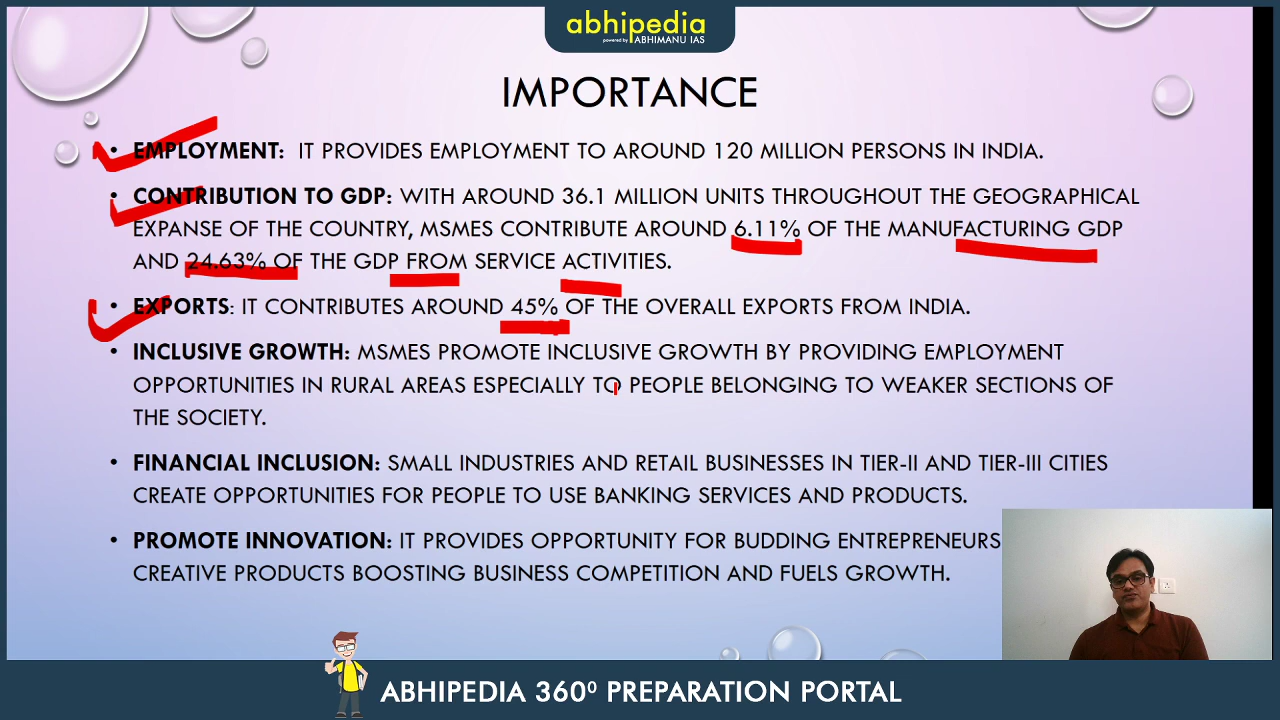 abhipedia
powered by ABHIMANU IAS
IMPORTANCE
• EMPLOYMENT: IT PROVIDES EMPLOYMENT TO AROUND 120 MILLION PERSONS IN INDIA.
• CONTRIBUTION TO GDP: WITH AROUND 36.1 MILLION UNITS THROUGHOUT THE GEOGRAPHICAL
EXPANSE OF THE COUNTRY, MSMES CONTRIBUTE AROUND 6.11% OF THE MANUFACTURING GDP
AND 24.63% OF THE GDP FROM SERVICE ACTIVITIES.
• EXPORTS: IT CONTRIBUTES AROUND 45% OF THE OVERALL EXPORTS FROM INDIA.
• INCLUSIVE GROWTH: MSMES PROMOTE INCLUSIVE GROWTH BY PROVIDING EMPLOYMENT
OPPORTUNITIES IN RURAL AREAS ESPECIALLY TO PEOPLE BELONGING TO WEAKER SECTIONS OF
THE SOCIETY.
• FINANCIAL INCLUSION: SMALL INDUSTRIES AND RETAIL BUSINESSES IN TIER-II AND TIER-III CITIES
CREATE OPPORTUNITIES FOR PEOPLE TO USE BANKING SERVICES AND PRODUCTS.
• PROMOTE INNOVATION: IT PROVIDES OPPORTUNITY FOR BUDDING ENTREPRENEURS
CREATIVE PRODUCTS BOOSTING BUSINESS COMPETITION AND FUELS GROWTH.
ABHIPEDIA 360⁰ PREPARATION PORTAL